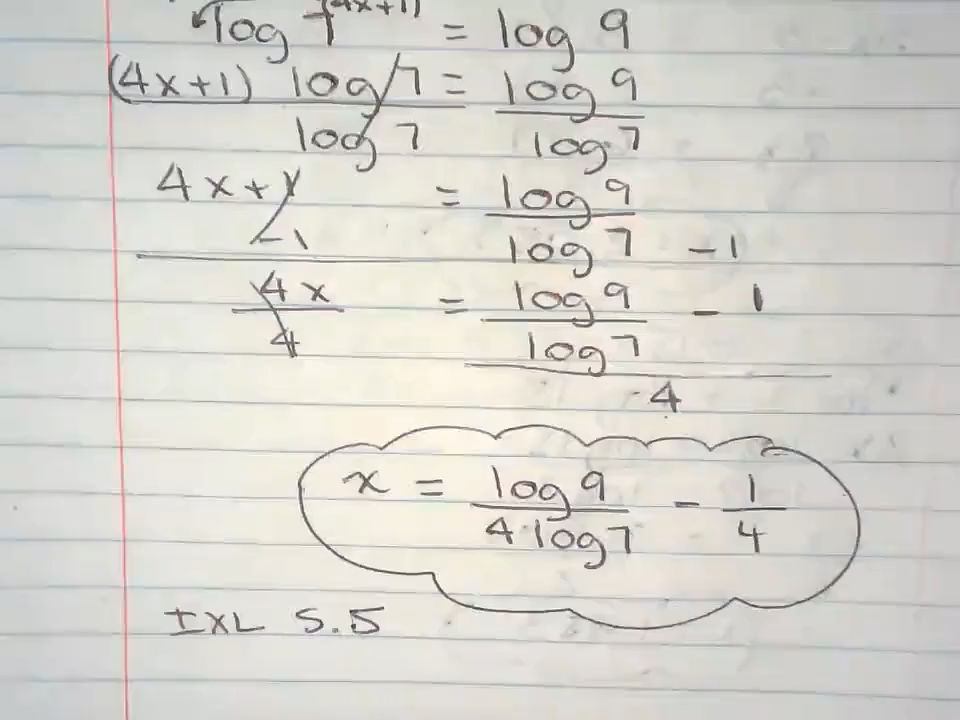 log 7^(4x+1) = log 9
(4x+1) log 7 = log 9
log 7 log 7
4x+1 = log 9
-1 log 7 -1
4x = log 9 - 1
4 log 7
4
x = log 9 - 1
4·log 7 4
IXL S.5